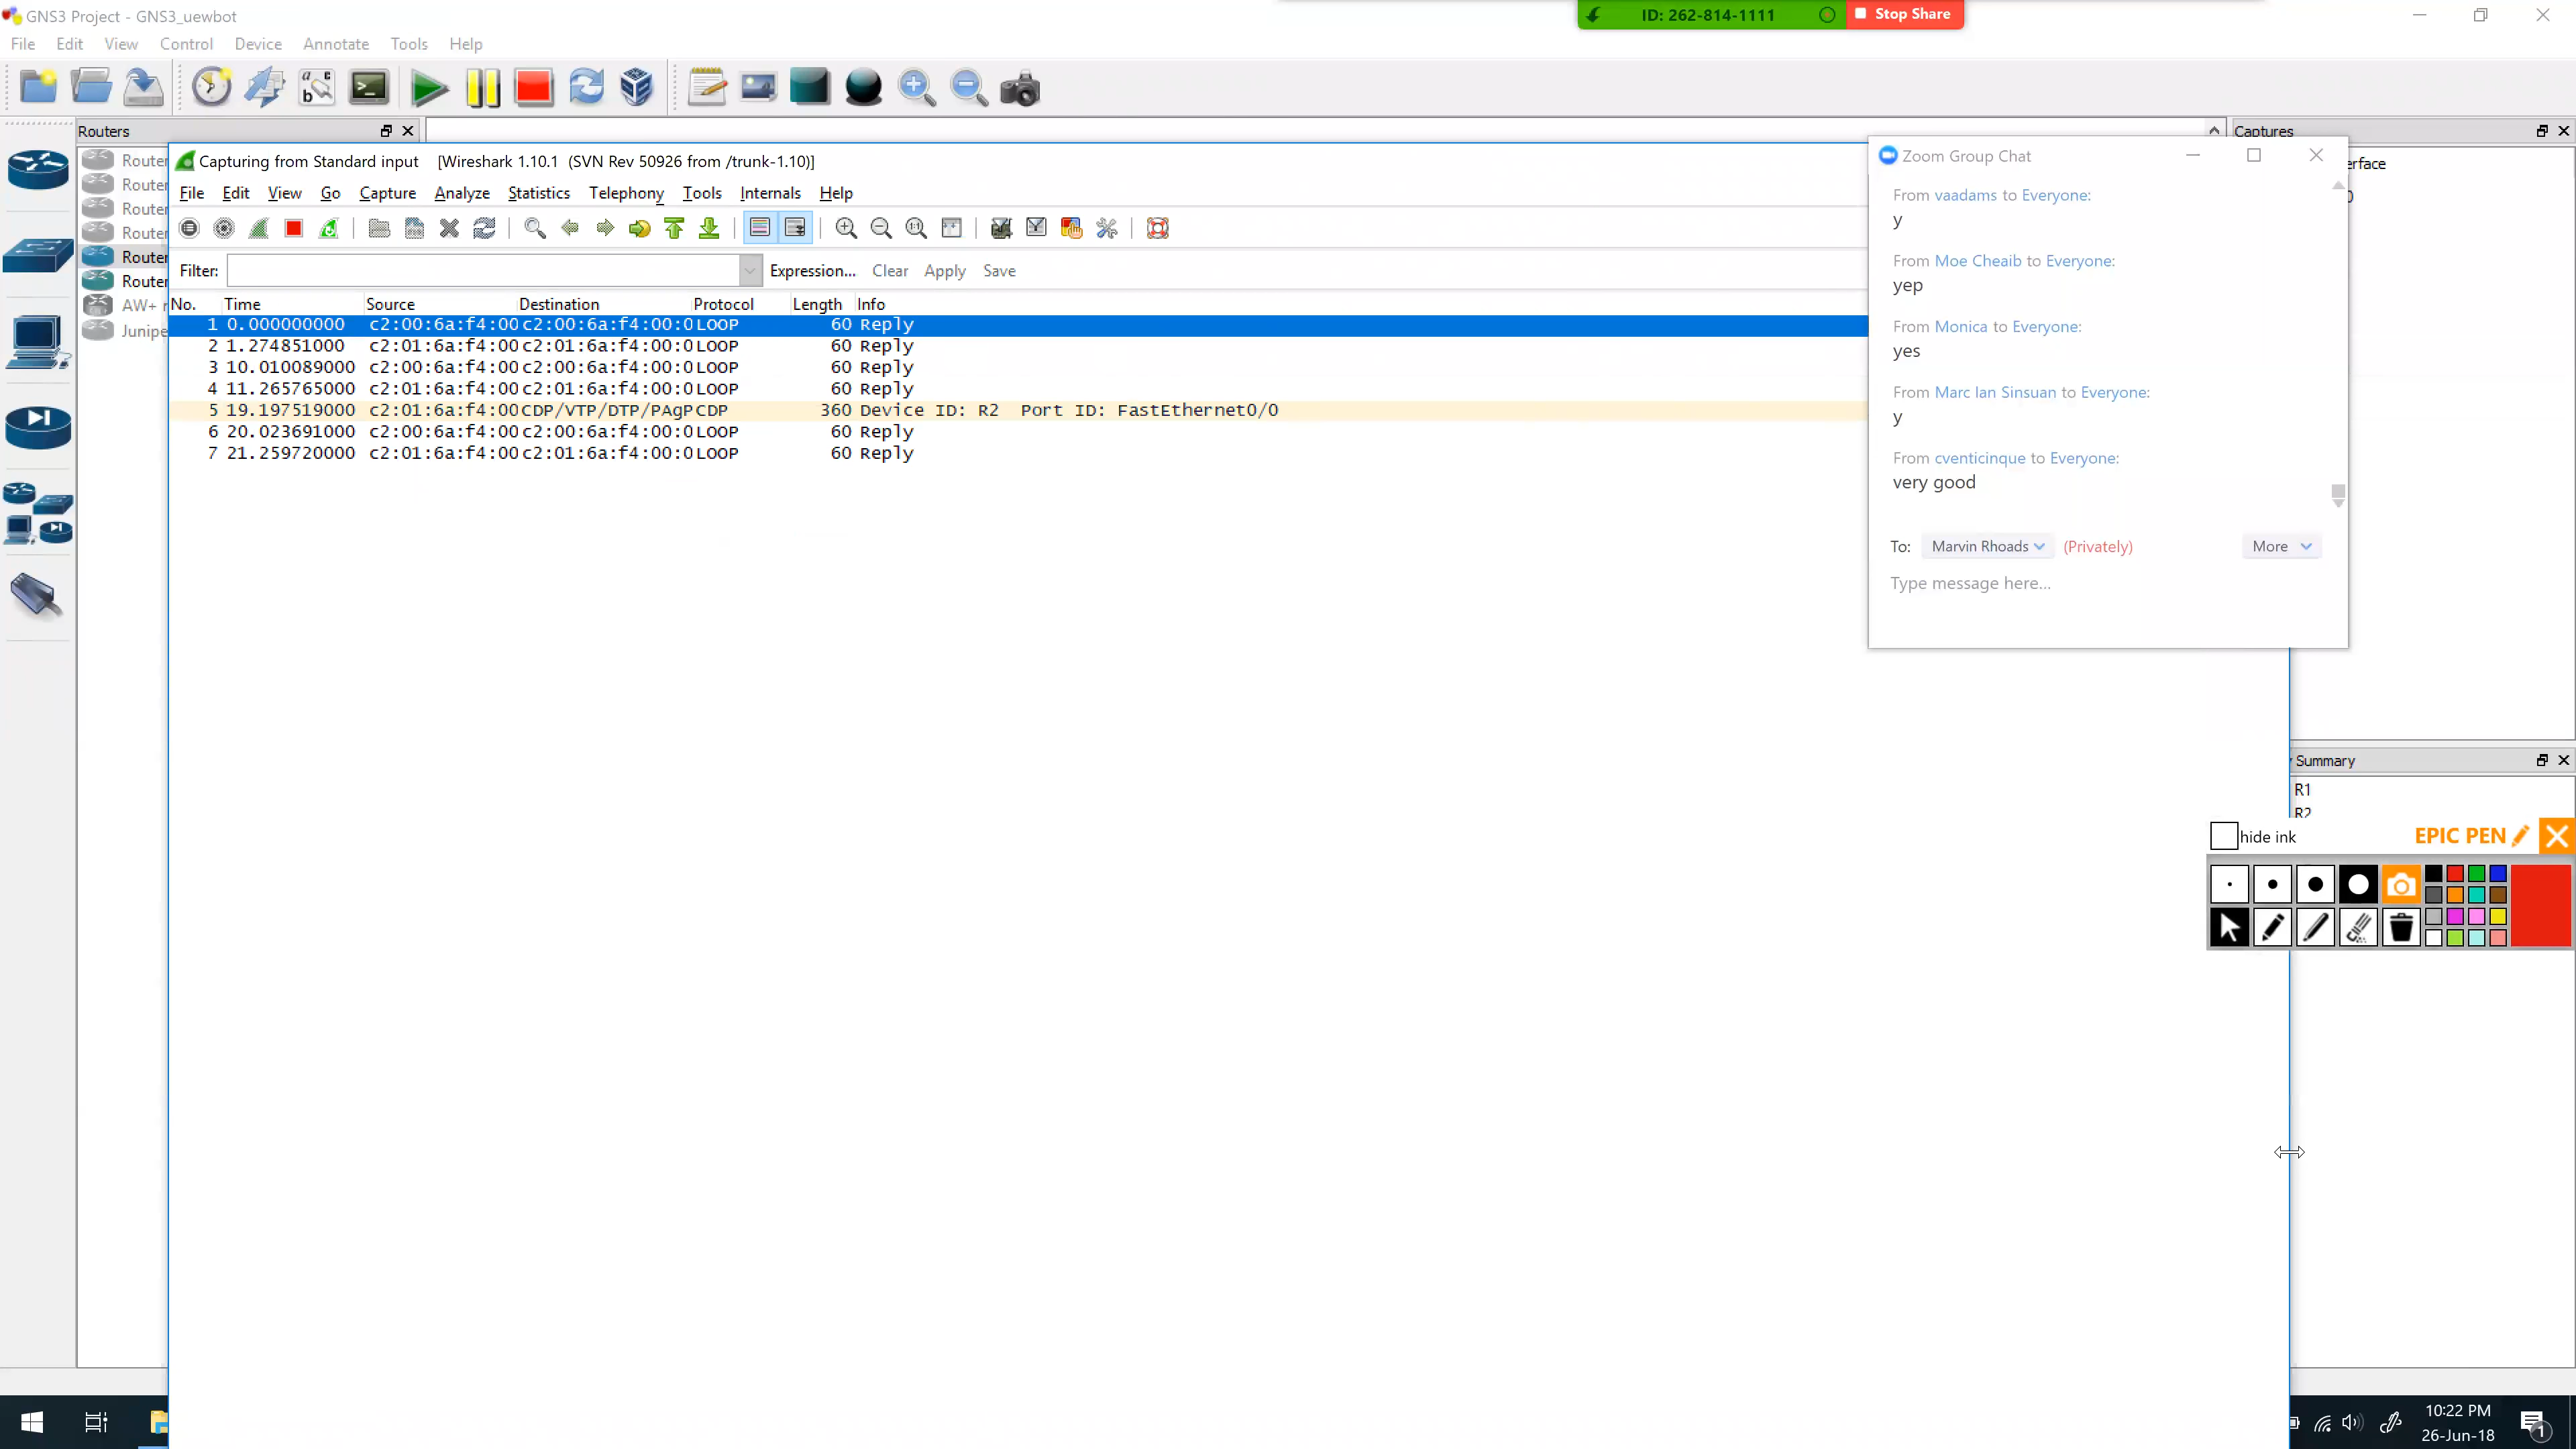 GNS3 Project - GNS3_uewbot
ID: 262-814-1111
Stop Share
File Edit View Control Device Annotate Tools Help
Routers
Captures
Capturing from Standard input [Wireshark 1.10.1 (SVN Rev 50926 from /trunk-1.10)]
File Edit View Go Capture Analyze Statistics Telephony Tools Internals Help
Filter: Expression... Clear Apply Save
No. Time Source Destination Protocol Length Info
1 0.000000000 c2:00:6a:f4:00 c2:00:6a:f4:00:0 LOOP 60 Reply
2 1.274851000 c2:01:6a:f4:00 c2:01:6a:f4:00:0 LOOP 60 Reply
3 10.010089000 c2:00:6a:f4:00 c2:00:6a:f4:00:0 LOOP 60 Reply
4 11.265765000 c2:01:6a:f4:00 c2:01:6a:f4:00:0 LOOP 60 Reply
5 19.197519000 c2:01:6a:f4:00 CDP/VTP/DTP/PAgP CDP 360 Device ID: R2 Port ID: FastEthernet0/0
6 20.023691000 c2:00:6a:f4:00 c2:00:6a:f4:00:0 LOOP 60 Reply
7 21.259720000 c2:01:6a:f4:00 c2:01:6a:f4:00:0 LOOP 60 Reply
Router
Router
Router
Router
Router
Router
AW+ r
Junipe
Zoom Group Chat
From vaadams to Everyone:
y
From Moe Cheaib to Everyone:
yep
From Monica to Everyone:
yes
From Marc Ian Sinsuan to Everyone:
y
From cventicinque to Everyone:
very good
To: Marvin Rhoads (Privately) More
Type message here...
erface
Summary
R1
R2
hide ink EPIC PEN
10:22 PM
26-Jun-18
1